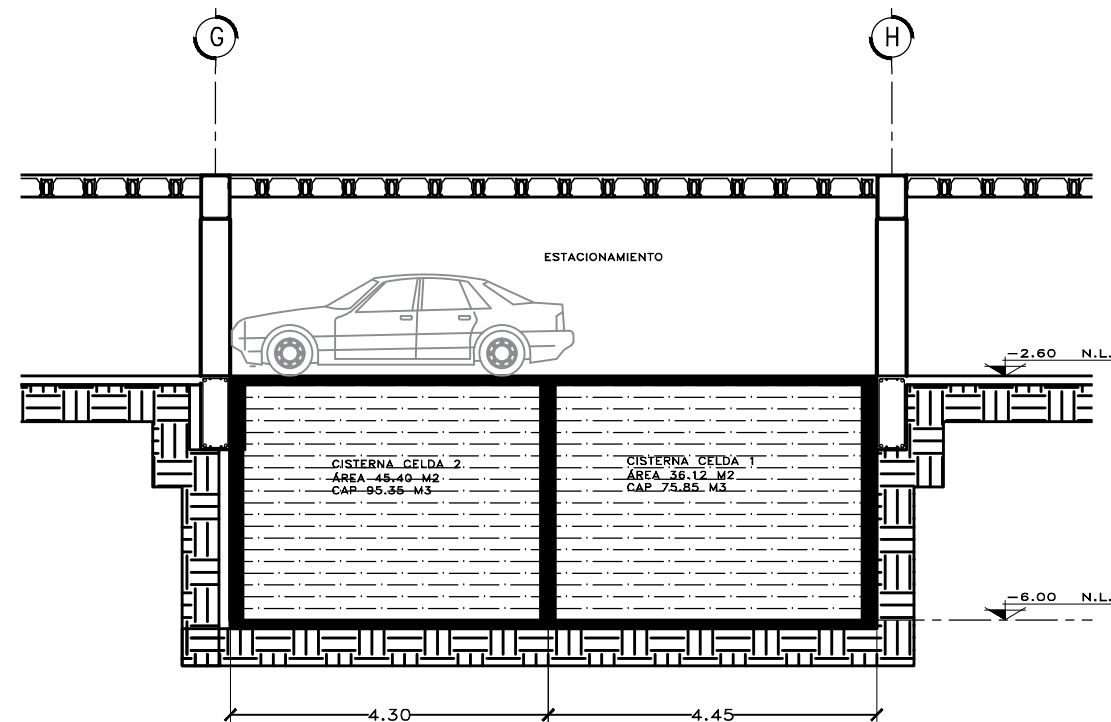 G
H
ESTACIONAMIENTO
-2.60 N.L.
CISTERNA CELDA 2
ÁREA 45.40 M2
CAP 95.35 M3
CISTERNA CELDA 1
ÁREA 36.12 M2
CAP 75.85 M3
-6.00 N.L.
4.30
4.45